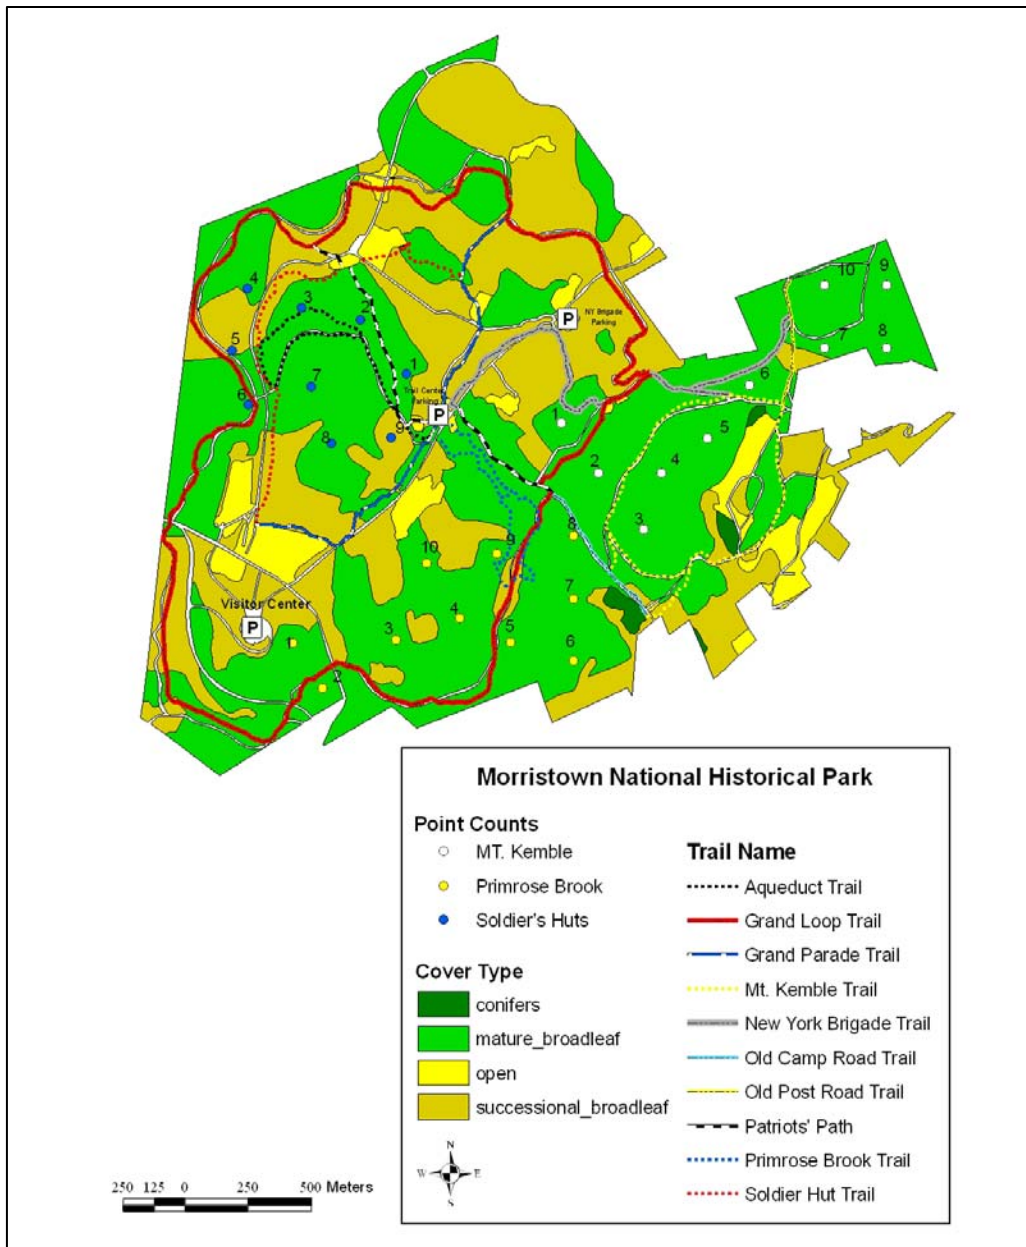 10
9
4
3
2
7
8
NY Brigade
Parking
P
5
7
1
6
Trail Center
Parking
6
P
1
5
8
9
2
4
3
8
9
10
7
Visitor Center
4
P
3
5
1
6
2
Morristown National Historical Park
Point Counts
MT. Kemble
Primrose Brook
Soldier's Huts
Cover Type
conifers
mature_broadleaf
open
successional_broadleaf
N
W E
S
Trail Name
Aqueduct Trail
Grand Loop Trail
Grand Parade Trail
Mt. Kemble Trail
New York Brigade Trail
Old Camp Road Trail
Old Post Road Trail
Patriots' Path
Primrose Brook Trail
Soldier Hut Trail
250 125 0 250 500 Meters